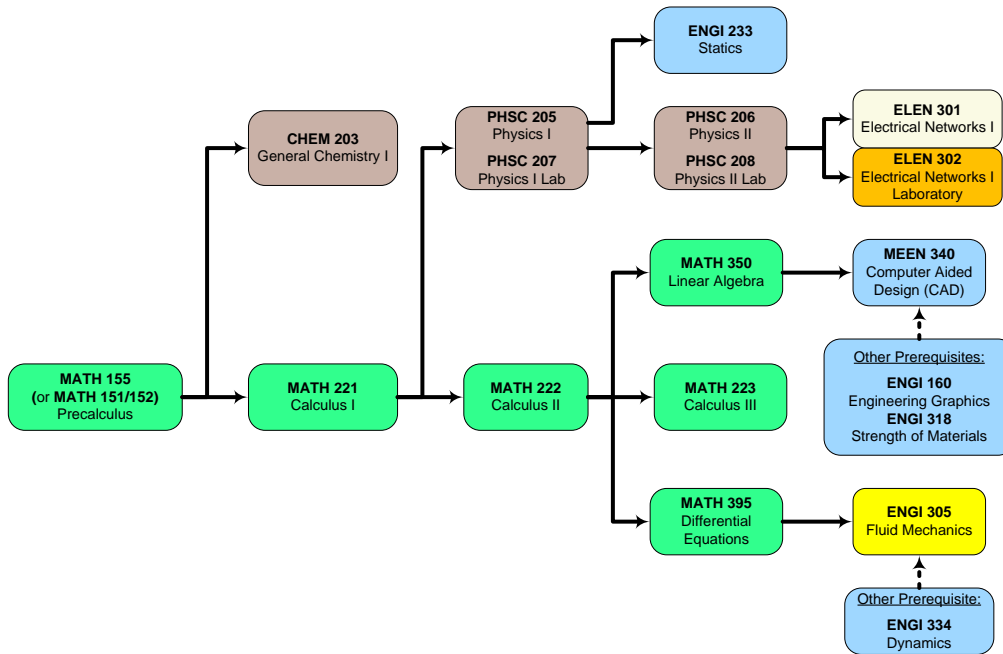 ENGI 233
Statics
CHEM 203
General Chemistry I
PHSC 205
Physics I
PHSC 207
Physics I Lab
PHSC 206
Physics II
PHSC 208
Physics II Lab
ELEN 301
Electrical Networks I
ELEN 302
Electrical Networks I
Laboratory
MATH 350
Linear Algebra
MEEN 340
Computer Aided
Design (CAD)
MATH 155
(or MATH 151/152)
Precalculus
MATH 221
Calculus I
MATH 222
Calculus II
MATH 223
Calculus III
Other Prerequisites:
ENGI 160
Engineering Graphics
ENGI 318
Strength of Materials
MATH 395
Differential
Equations
ENGI 305
Fluid Mechanics
Other Prerequisite:
ENGI 334
Dynamics